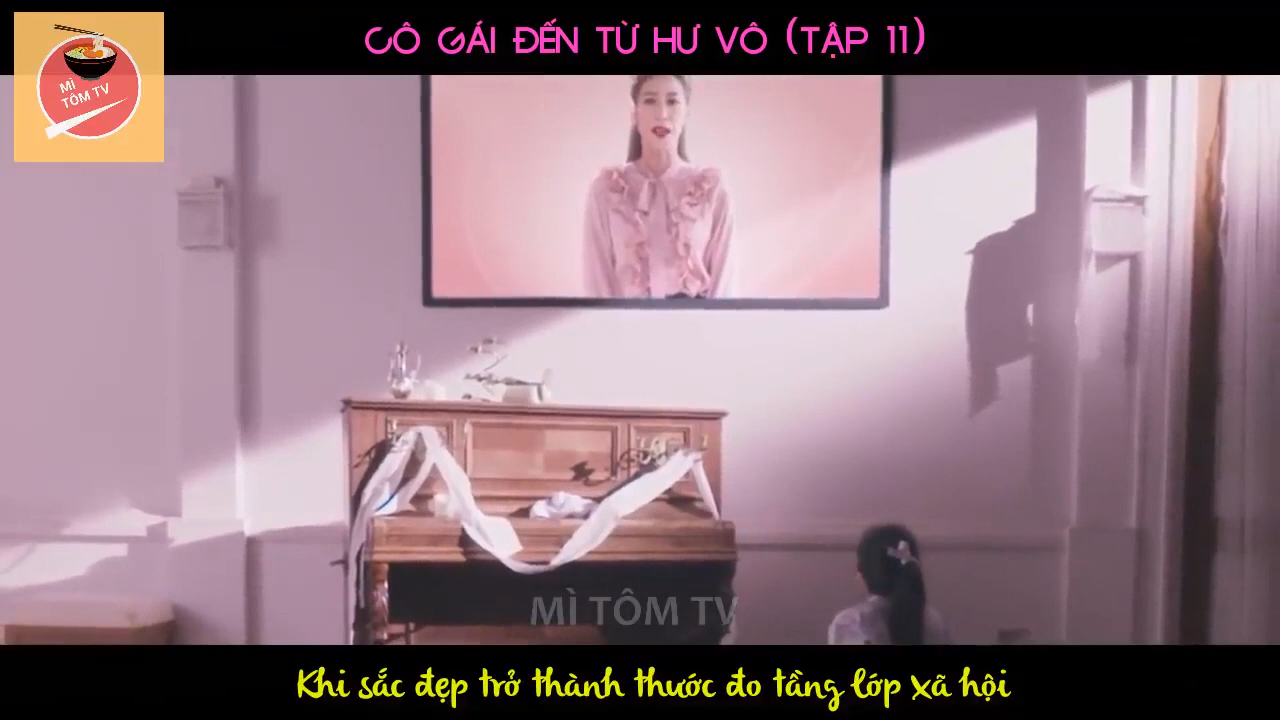 CÔ GÁI ĐẾN TỪ HƯ VÔ (TẬP 11)
MÌ
TÔM TV
MÌ TÔM TV
Khi sắc đẹp trở thành thước đo tầng lớp xã hội